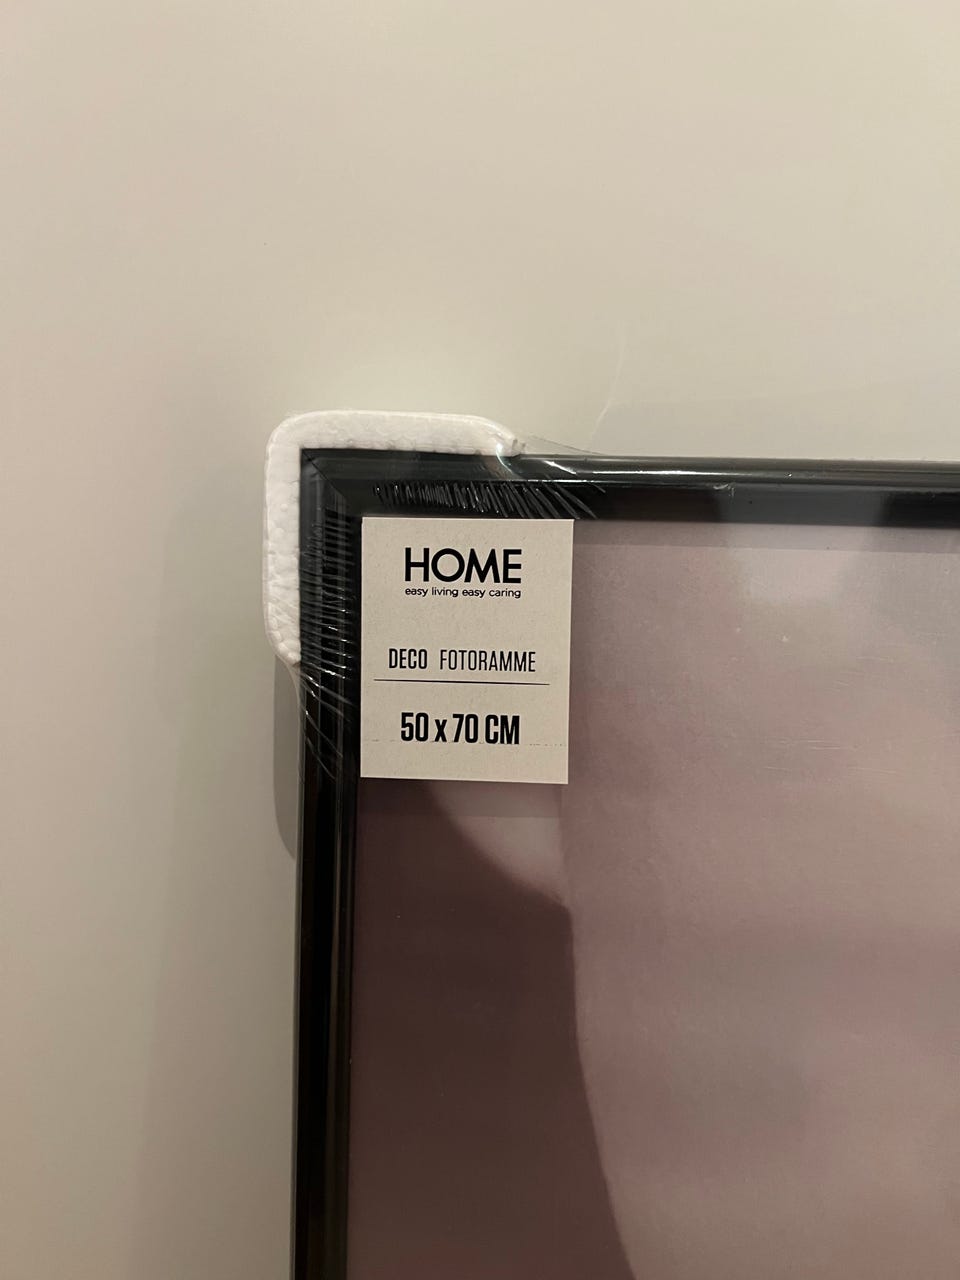 HOME
easy living easy caring
DECO FOTORAMME
50 x 70 CM